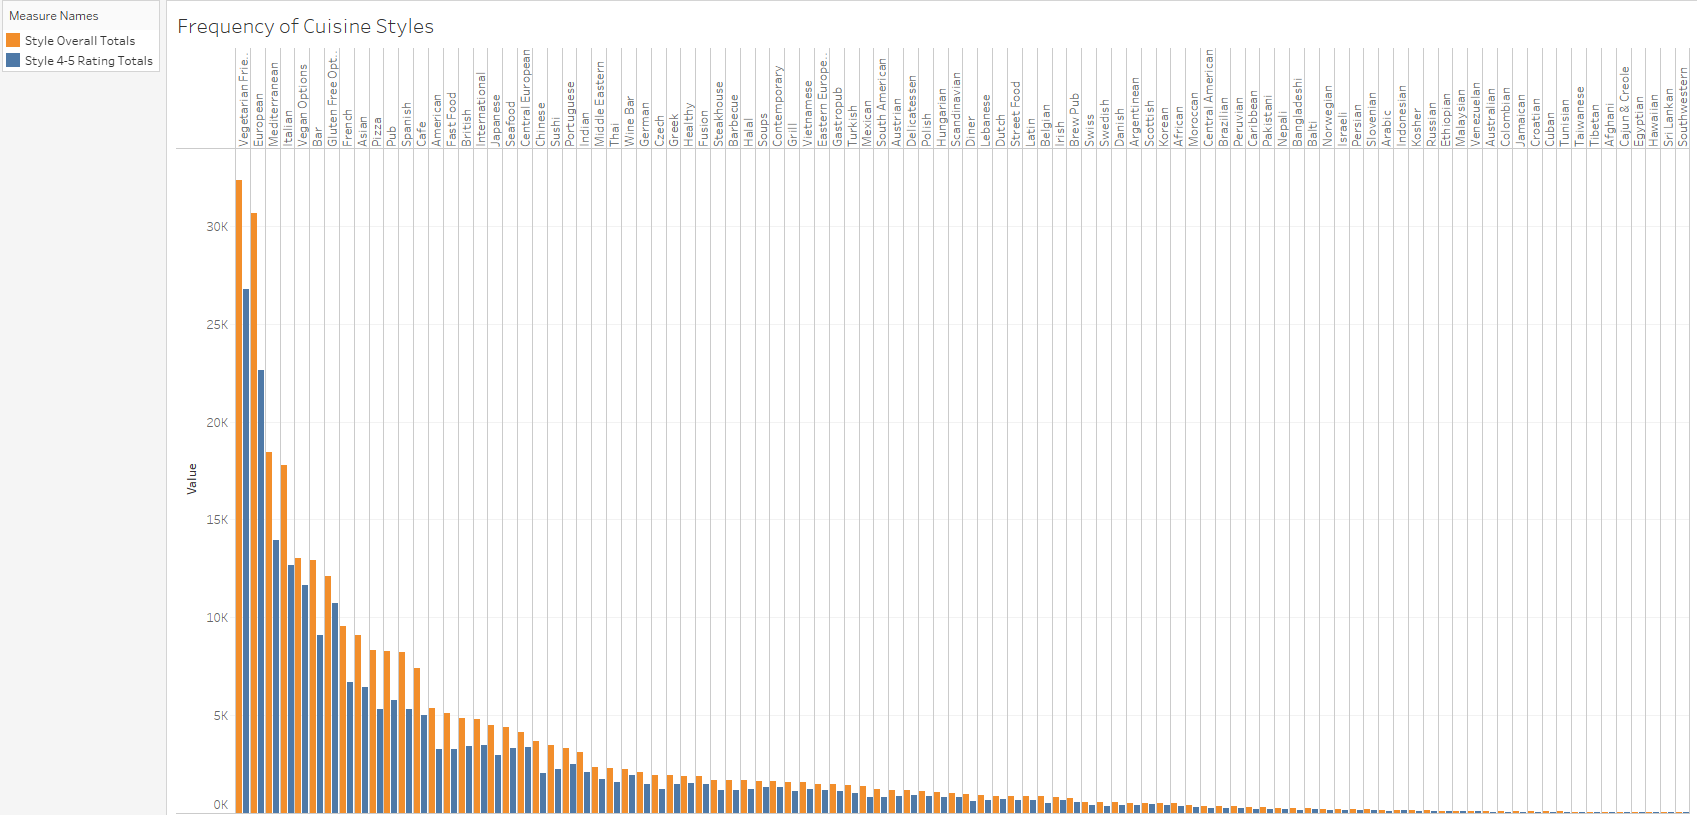 Measure Names
Style Overall Totals
Style 4-5 Rating Totals
Frequency of Cuisine Styles
Vegetarian Frie..
European
Mediterranean
Italian
Vegan Options
Bar
Gluten Free Opt..
French
Asian
Pizza
Pub
Spanish
Cafe
American
Fast Food
British
International
Japanese
Seafood
Central European
Chinese
Sushi
Portuguese
Indian
Middle Eastern
Thai
Wine Bar
German
Czech
Greek
Healthy
Fusion
Steakhouse
Barbecue
Halal
Soups
Contemporary
Grill
Vietnamese
Eastern Europe..
Gastropub
Turkish
Mexican
South American
Austrian
Delicatessen
Polish
Hungarian
Scandinavian
Diner
Lebanese
Dutch
Street Food
Latin
Belgian
Irish
Brew Pub
Swiss
Swedish
Danish
Argentinean
Scottish
Korean
African
Moroccan
Central American
Brazilian
Peruvian
Caribbean
Pakistani
Nepali
Bangladeshi
Balti
Norwegian
Israeli
Persian
Slovenian
Arabic
Indonesian
Kosher
Russian
Ethiopian
Malaysian
Venezuelan
Australian
Colombian
Jamaican
Croatian
Cuban
Tunisian
Taiwanese
Tibetan
Afghani
Cajun & Creole
Egyptian
Hawaiian
Sri Lankan
Southwestern
30K
25K
20K
15K
10K
5K
0K
Value